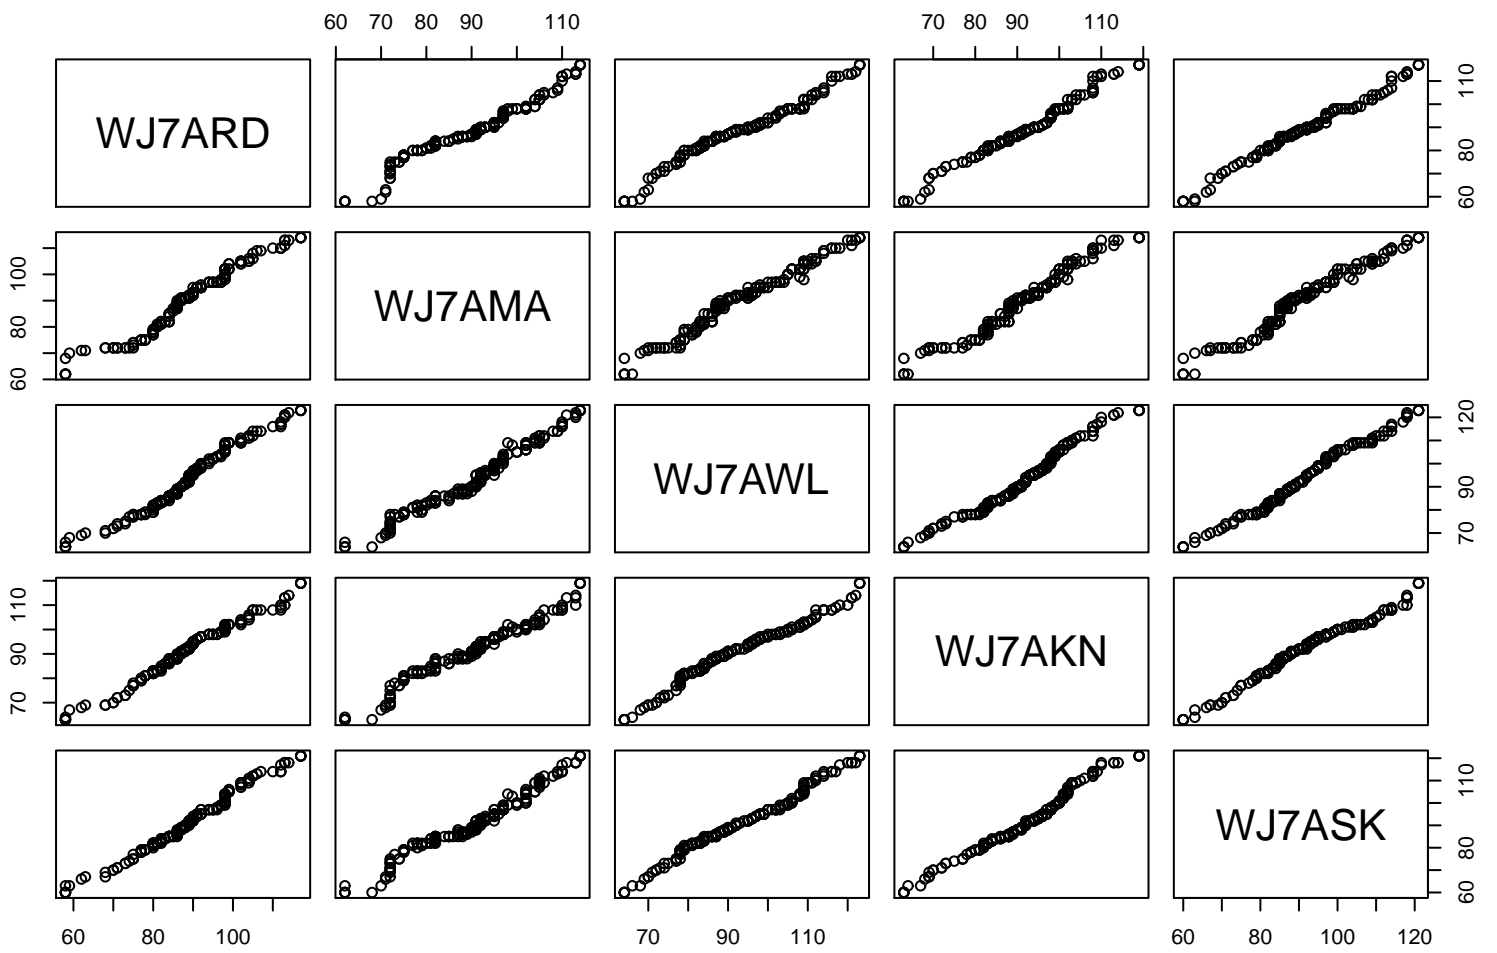 60 70 80 90 110
70 80 90 110
WJ7ARD
60 80 110
WJ7AMA
60 80 100
WJ7AWL
70 90 120
WJ7AKN
70 90 110
WJ7ASK
60 80 110
60 80 100
70 90 110
60 80 100 120